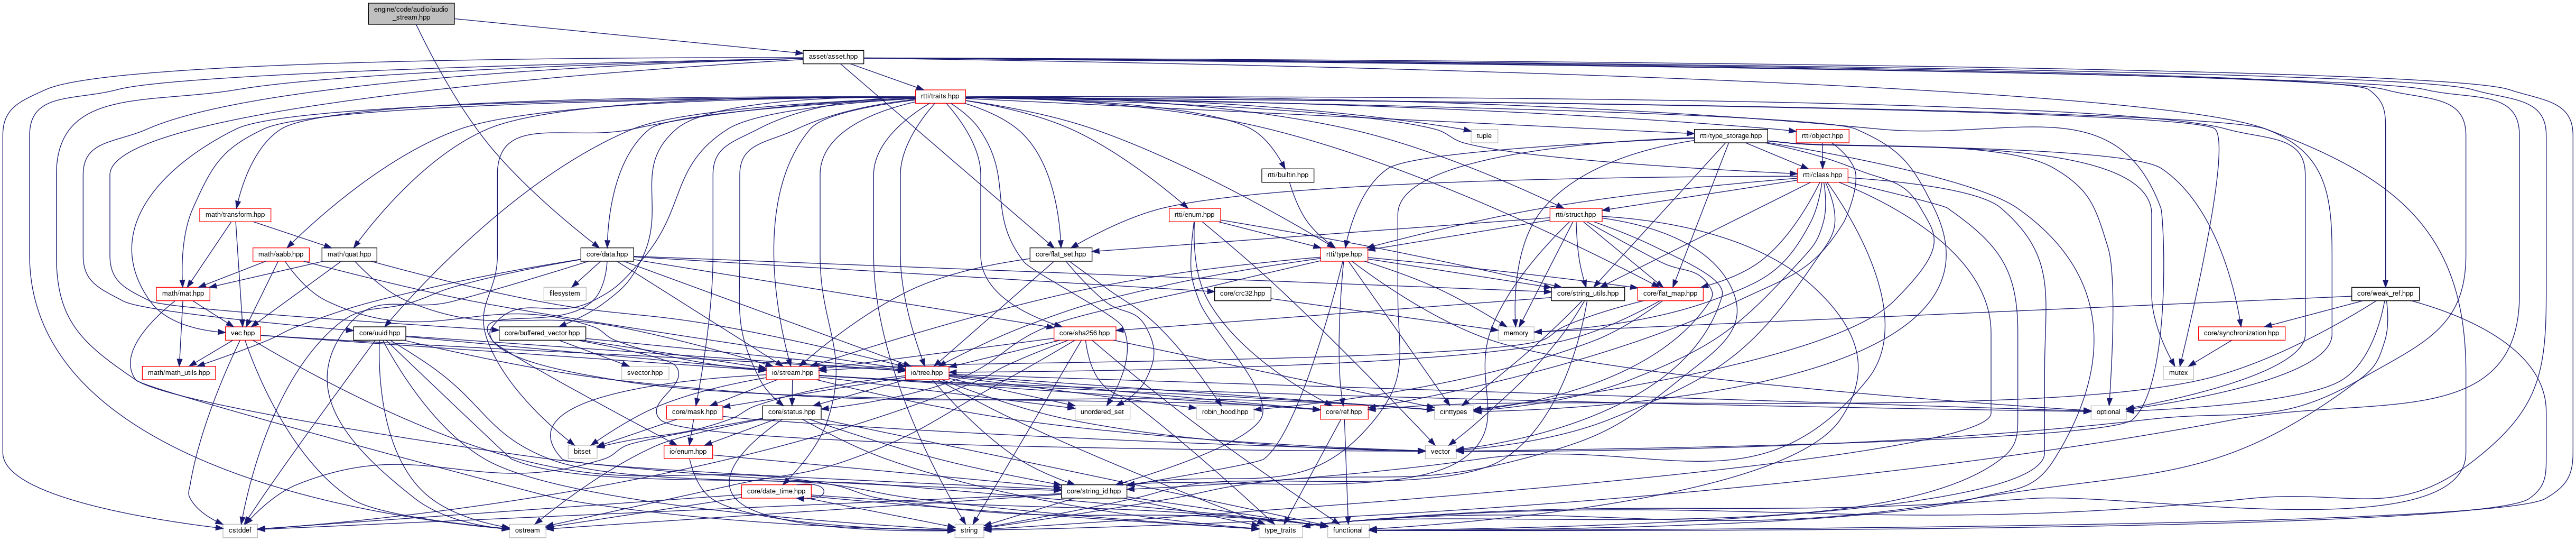 engine/code/audio/audio
_stream.hpp
asset/asset.hpp
rtti/traits.hpp
tuple
rtti/type_storage.hpp
rtti/object.hpp
rtti/builtin.hpp
rtti/class.hpp
math/transform.hpp
rtti/enum.hpp
rtti/struct.hpp
math/aabb.hpp
math/quat.hpp
core/data.hpp
core/flat_set.hpp
rtti/type.hpp
math/mat.hpp
filesystem
core/crc32.hpp
core/string_utils.hpp
core/flat_map.hpp
core/weak_ref.hpp
vec.hpp
core/uuid.hpp
core/buffered_vector.hpp
core/sha256.hpp
memory
core/synchronization.hpp
math/math_utils.hpp
svector.hpp
io/stream.hpp
io/tree.hpp
mutex
core/mask.hpp
core/status.hpp
unordered_set
robin_hood.hpp
core/ref.hpp
cinttypes
optional
bitset
io/enum.hpp
vector
core/date_time.hpp
core/string_id.hpp
cstddef
ostream
string
type_traits
functional